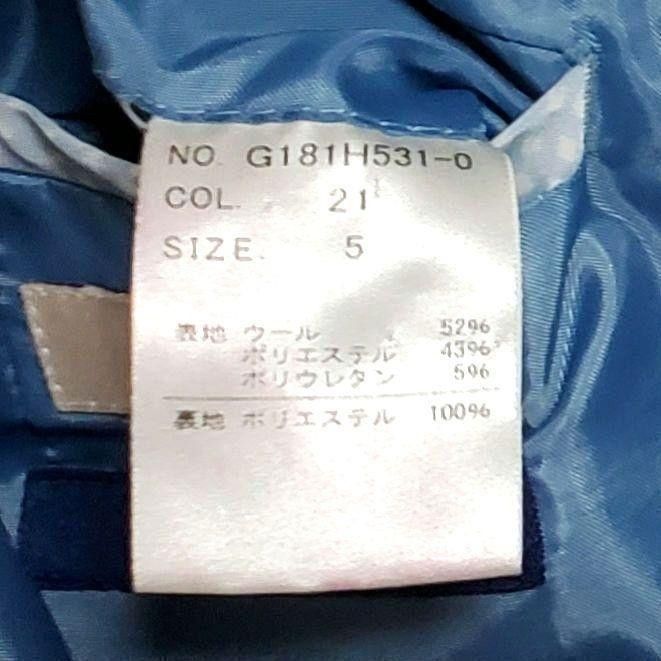 NO. G181H531-0
COL. 21
SIZE. 5
表地 ウール 52%
ポリエステル 43%
ポリウレタン 5%
裏地 ポリエステル 100%